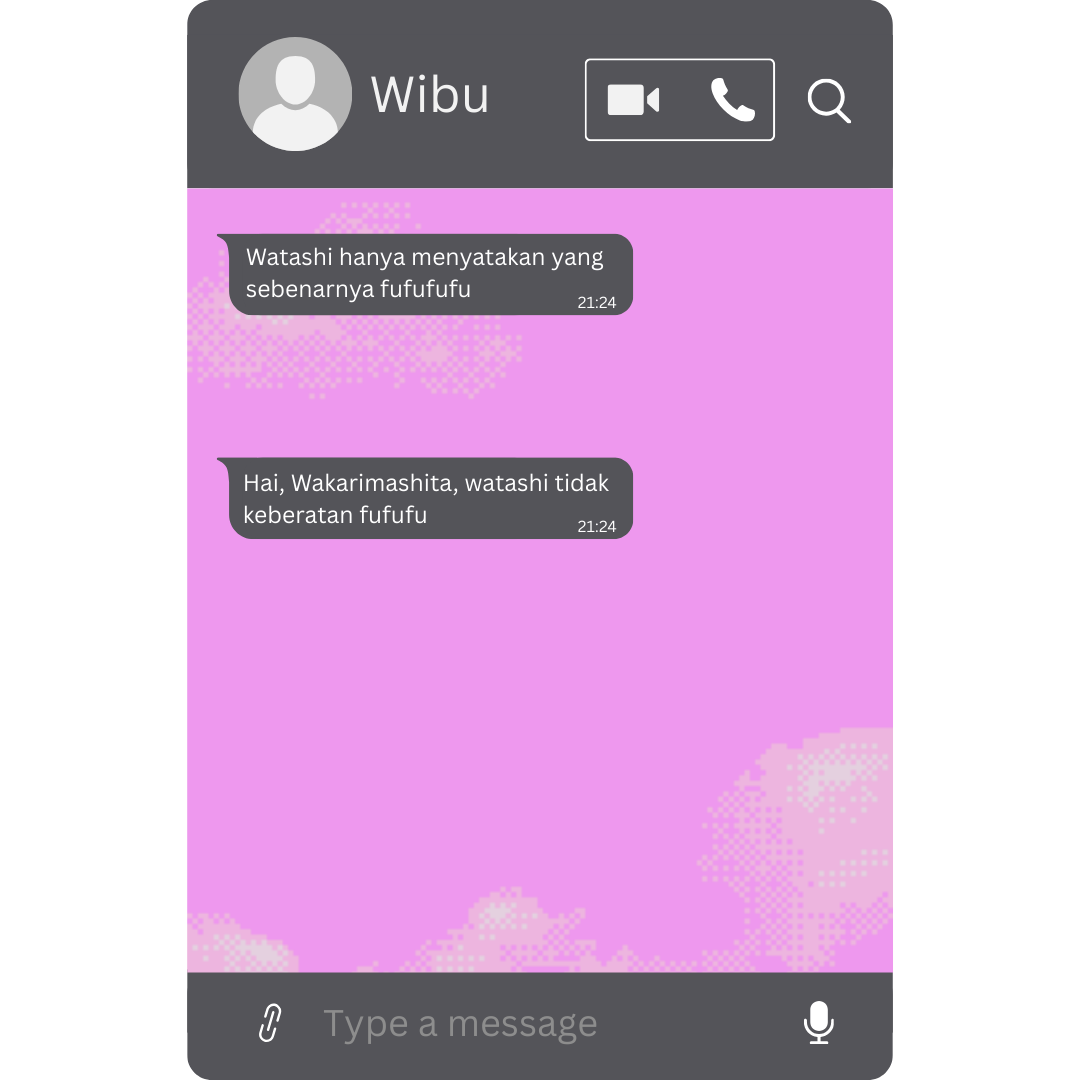 Wibu
Watashi hanya menyatakan yang
sebenarnya fufufufu
21:24
Hai, Wakarimashita, watashi tidak
keberatan fufufu
21:24
Type a message